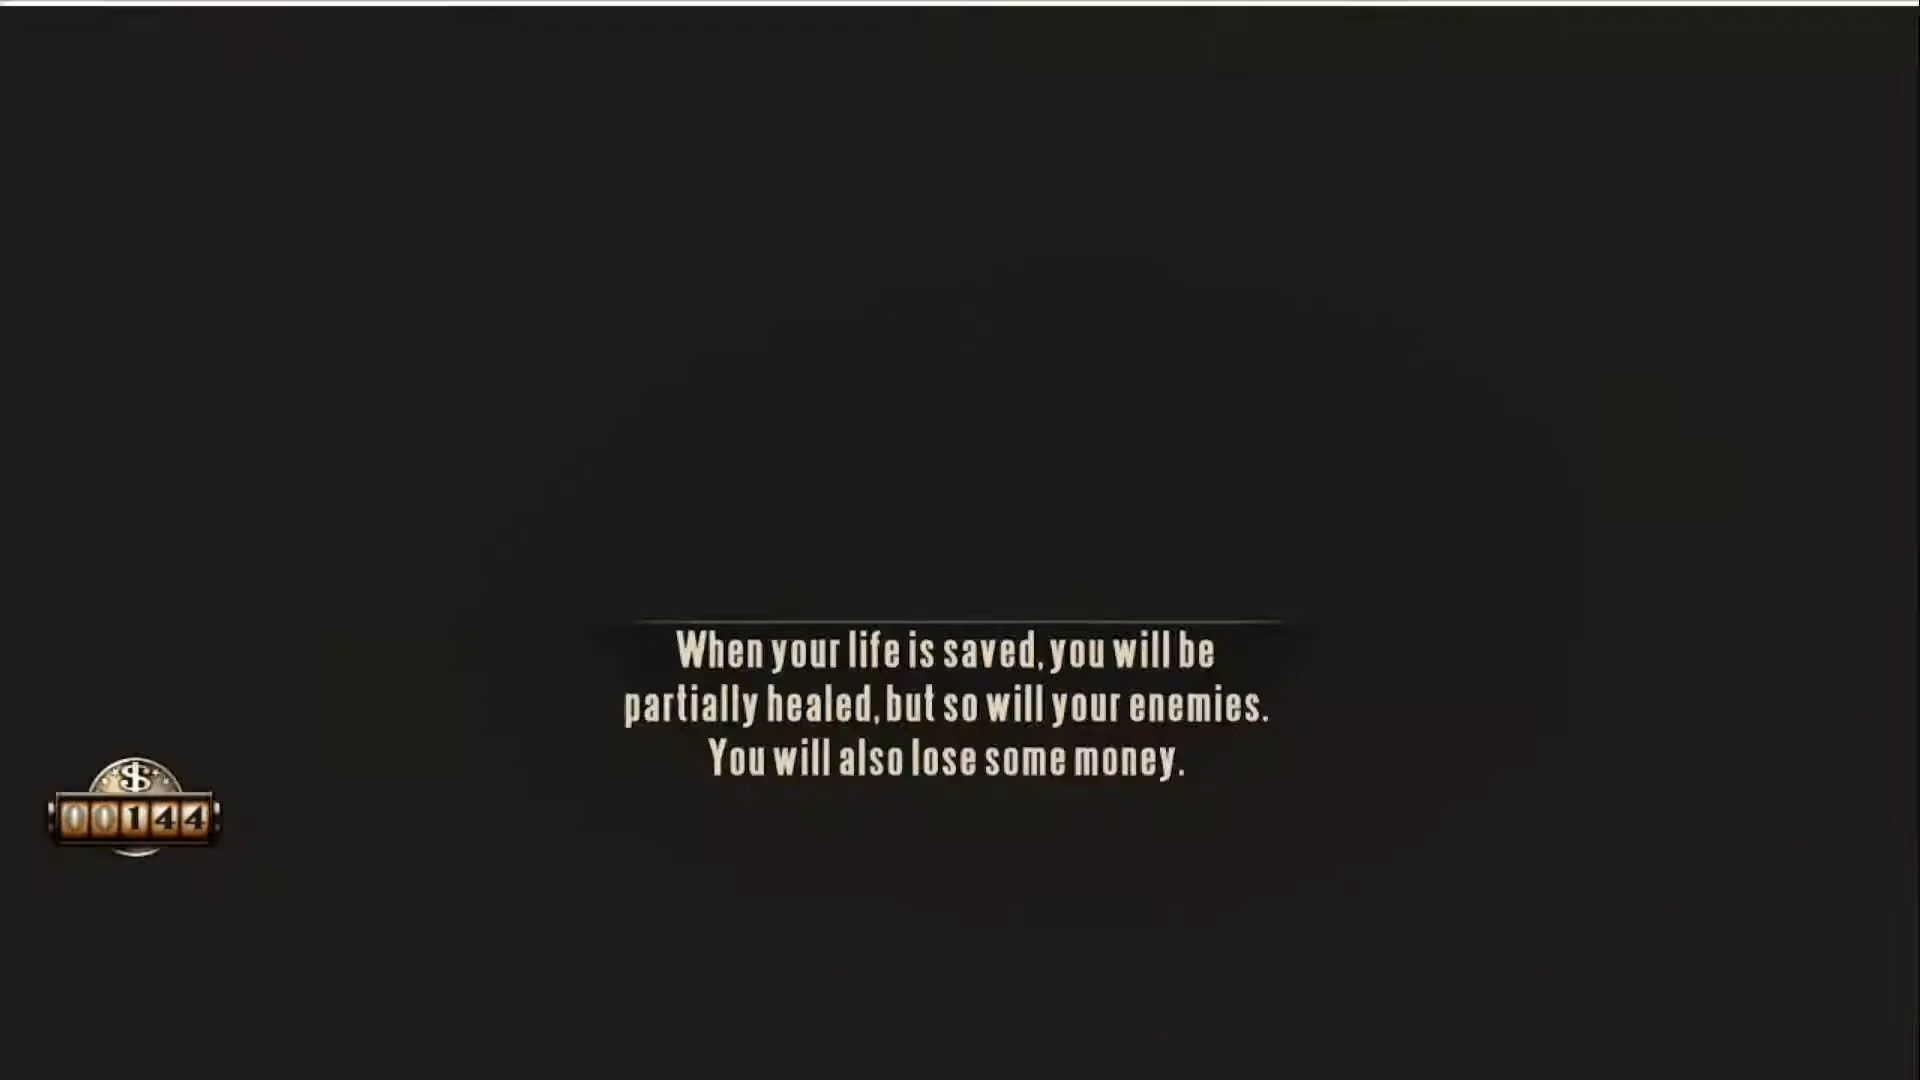 When your life is saved, you will be
partially healed, but so will your enemies.
You will also lose some money.
$
00144